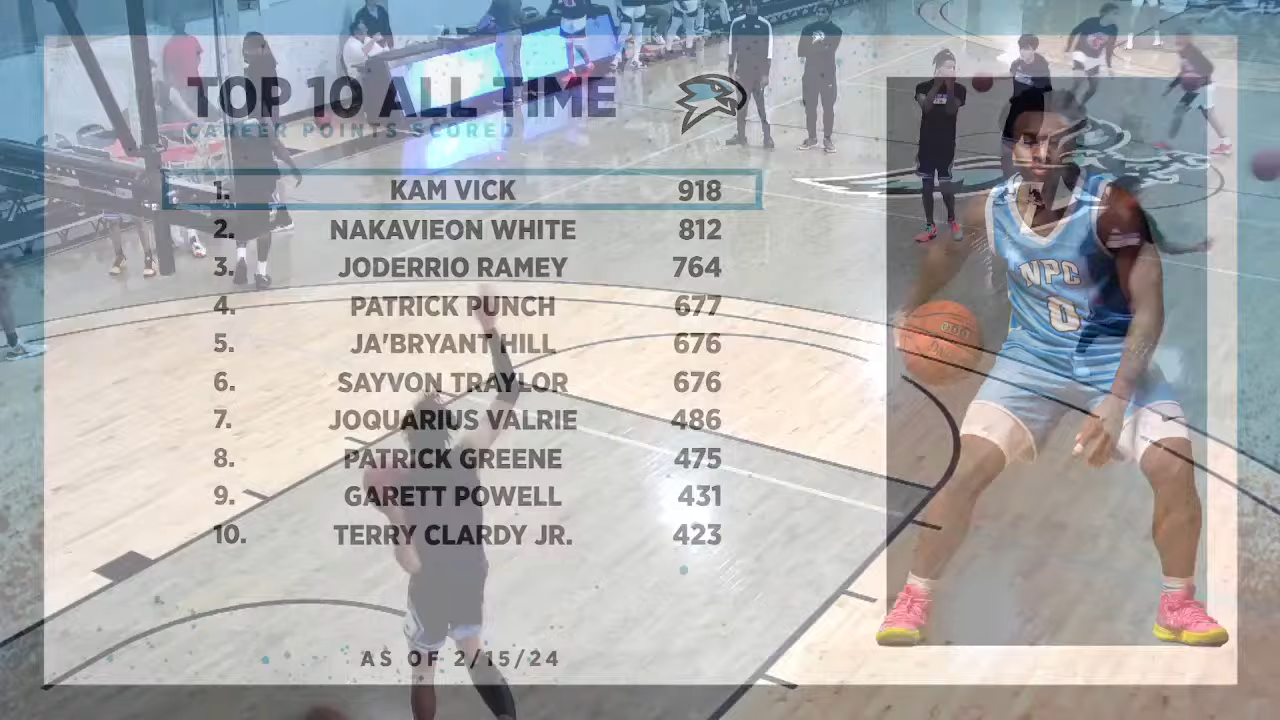 TOP 10 ALL-TIME
CAREER POINTS SCORED
1. KAM VICK 918
2. NAKAVIEON WHITE 812
3. JODERRIO RAMEY 764
4. PATRICK PUNCH 677
5. JA'BRYANT HILL 676
6. SAYVON TRAYLOR 676
7. JOQUARIUS VALRIE 486
8. PATRICK GREENE 475
9. GARETT POWELL 431
10. TERRY CLARDY JR. 423
AS OF 2/15/24
NPC
0